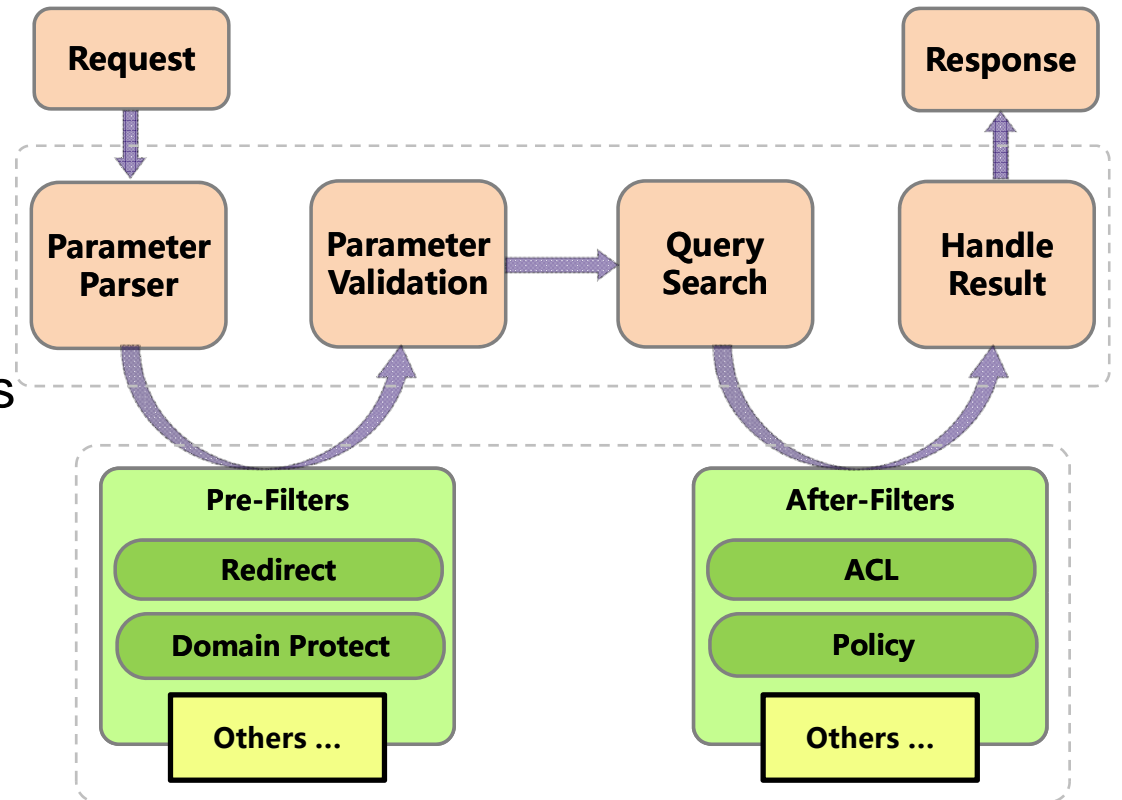 Request
Response
Parameter
Parser
Parameter
Validation
Query
Search
Handle
Result
s
Pre-Filters
Redirect
Domain Protect
Others ...
After-Filters
ACL
Policy
Others ...